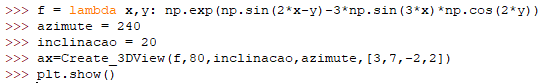 >>> f = lambda x,y: np.exp(np.sin(2*x-y)-3*np.sin(3*x)*np.cos(2*y))
>>> azimute = 240
>>> inclinacao = 20
>>> ax=Create_3DView(f,80,inclinacao,azimute,[3,7,-2,2])
>>> plt.show()